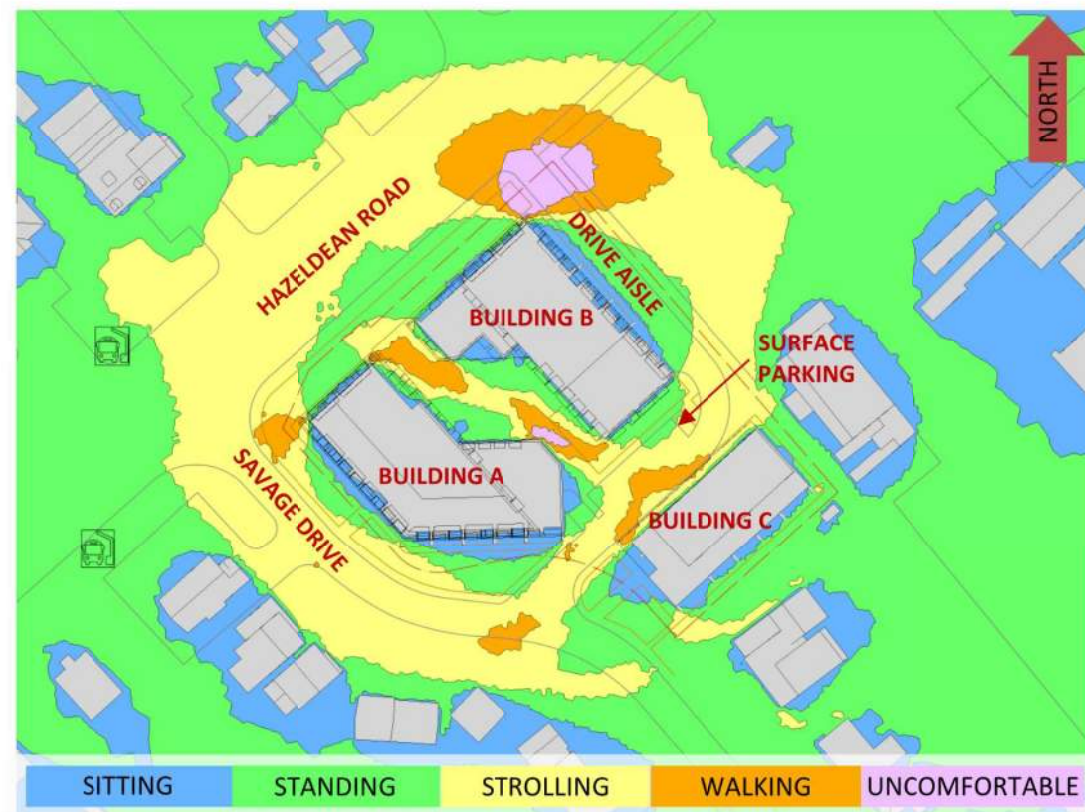 NORTH
HAZELDEAN ROAD
DRIVE AISLE
BUILDING B
SURFACE
PARKING
BUILDING A
SAVAGE DRIVE
BUILDING C
SITTING
STANDING
STROLLING
WALKING
UNCOMFORTABLE